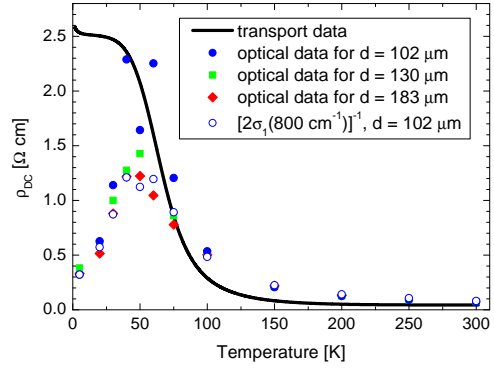 transport data
optical data for d = 102 μm
optical data for d = 130 μm
optical data for d = 183 μm
[2σ₁(800 cm⁻¹)]⁻¹, d = 102 μm
ρ_DC [Ω cm]
2.5
2.0
1.5
1.0
0.5
0.0
0 50 100 150 200 250 300
Temperature [K]